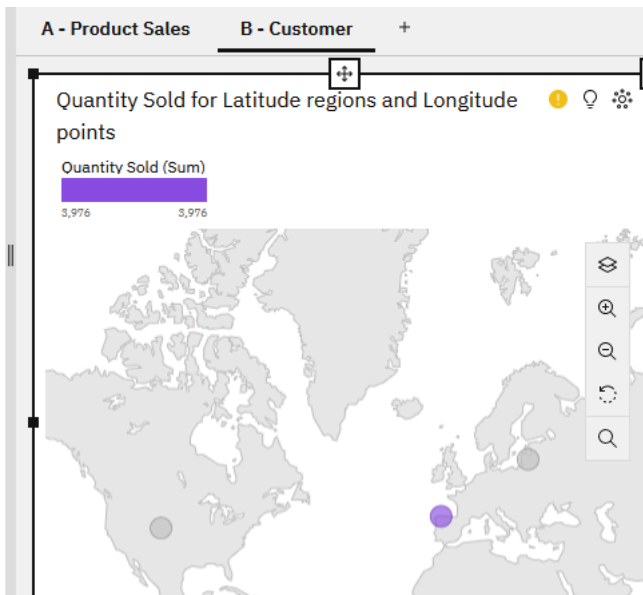 A - Product Sales B - Customer +
Quantity Sold for Latitude regions and Longitude
points
Quantity Sold (Sum)
3,976 3,976